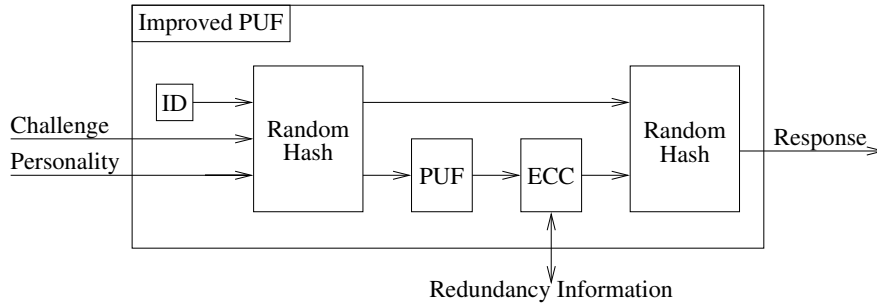 Improved PUF
ID
Challenge
Personality
Random
Hash
PUF
ECC
Random
Hash
Response
Redundancy Information